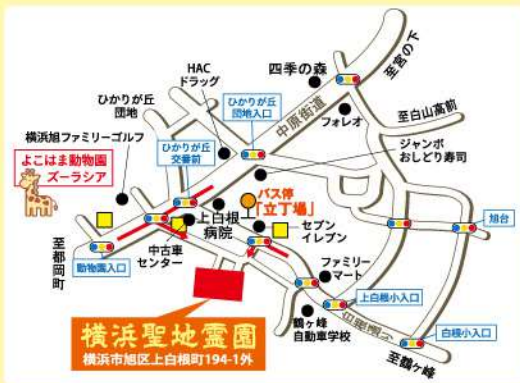 四季の森
至宮の下
HAC
ドラッグ
ひかりが丘
団地
ひかりが丘
団地入口
中原街道
フォレオ
至白山高前
横浜旭ファミリーゴルフ
ひかりが丘
交番前
ジャンボ
おしどり寿司
よこはま動物園
ズーラシア
バス停
「立丁場」
上白根
病院
セブン
イレブン
旭台
至都岡町
動物園入口
中古車
センター
ファミリー
マート
上白根小入口
鶴ヶ峰
自動車学校
白根小入口
至鶴ヶ峰
横浜聖地霊園
横浜市旭区上白根町194-1外